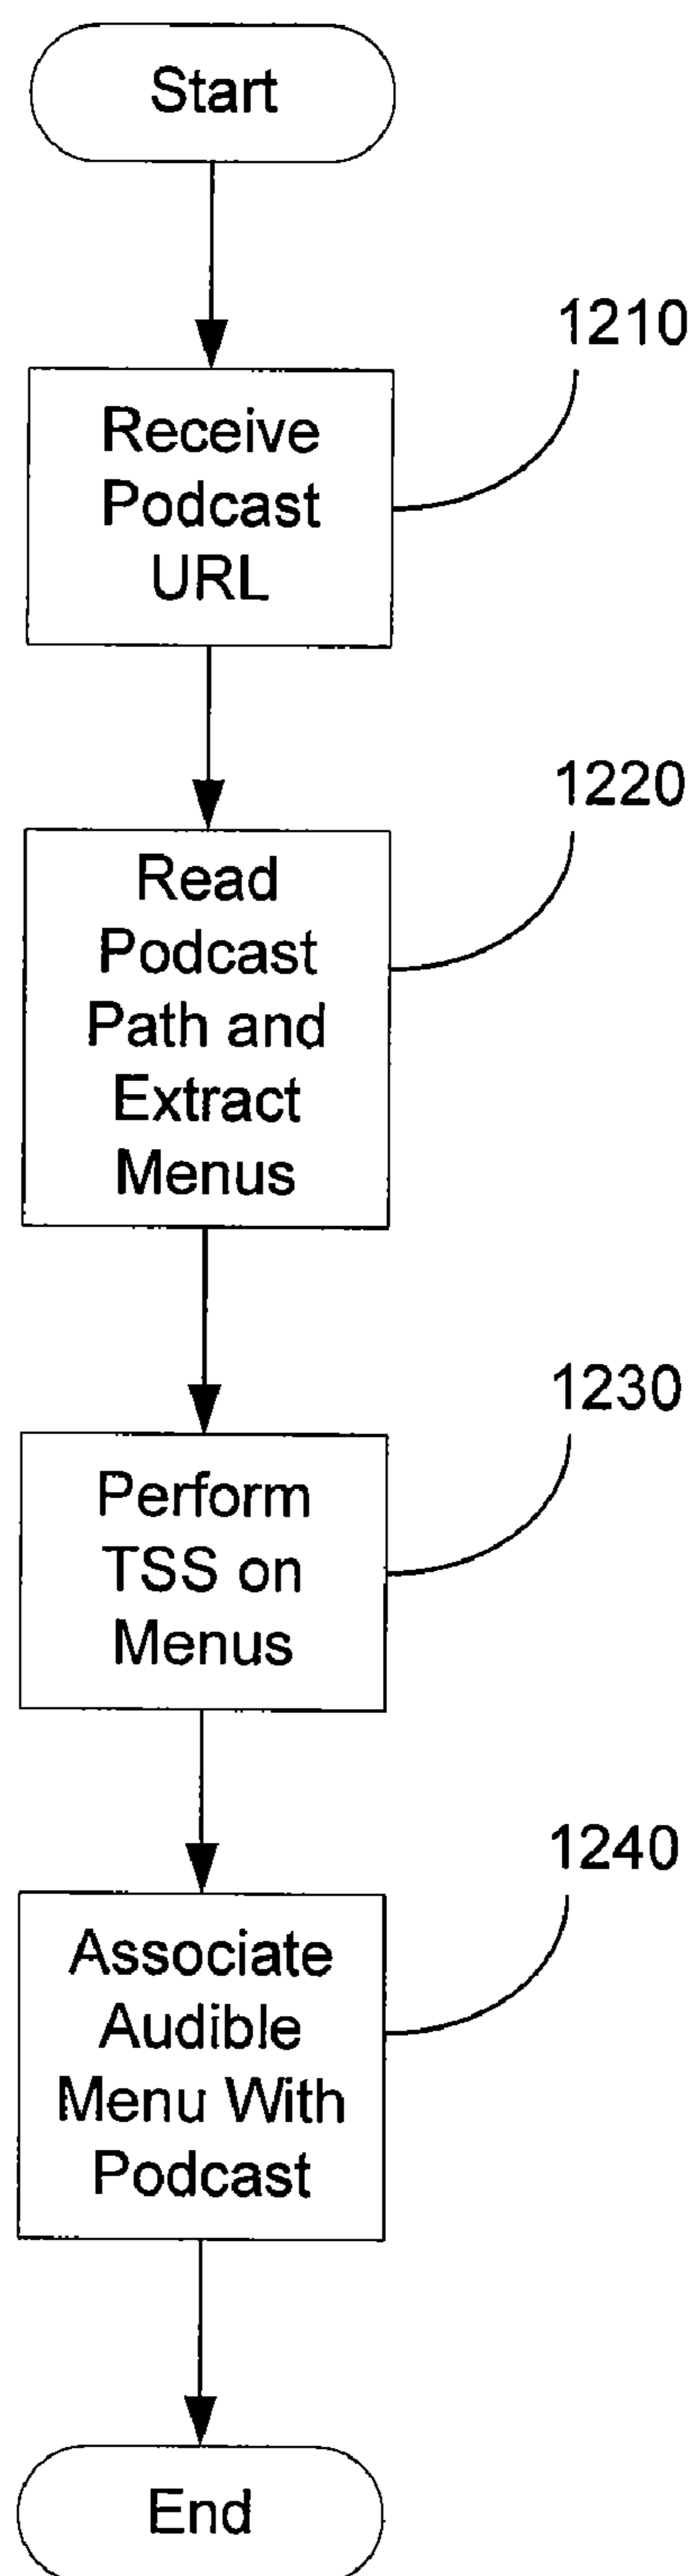 Start
1210
Receive
Podcast
URL
1220
Read
Podcast
Path and
Extract
Menus
1230
Perform
TSS on
Menus
1240
Associate
Audible
Menu With
Podcast
End